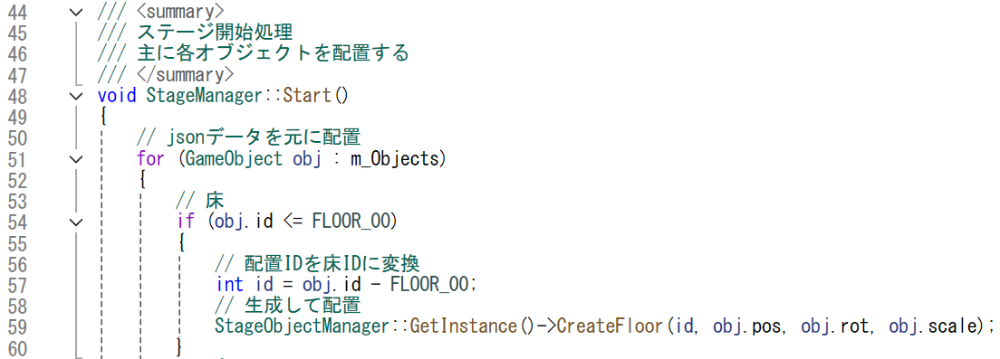 44 /// <summary>
45 /// ステージ開始処理
46 /// 主に各オブジェクトを配置する
47 /// </summary>
48 void StageManager::Start()
49 {
50 // jsonデータを元に配置
51 for (GameObject obj : m_Objects)
52 {
53 // 床
54 if (obj.id <= FLOOR_00)
55 {
56 // 配置IDを床IDに変換
57 int id = obj.id - FLOOR_00;
58 // 生成して配置
59 StageObjectManager::GetInstance()->CreateFloor(id, obj.pos, obj.rot, obj.scale);
60 }